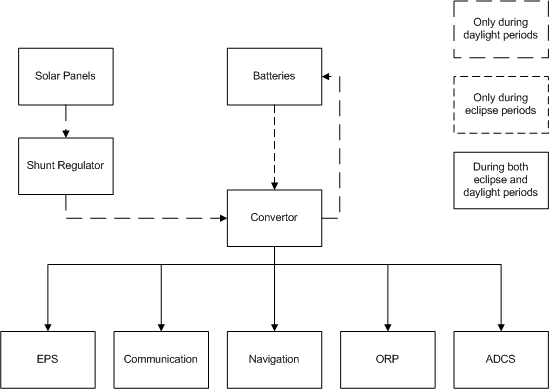 Only during
daylight periods
Solar Panels
Batteries
Only during
eclipse periods
Shunt Regulator
During both
eclipse and
daylight periods
Convertor
EPS
Communication
Navigation
ORP
ADCS